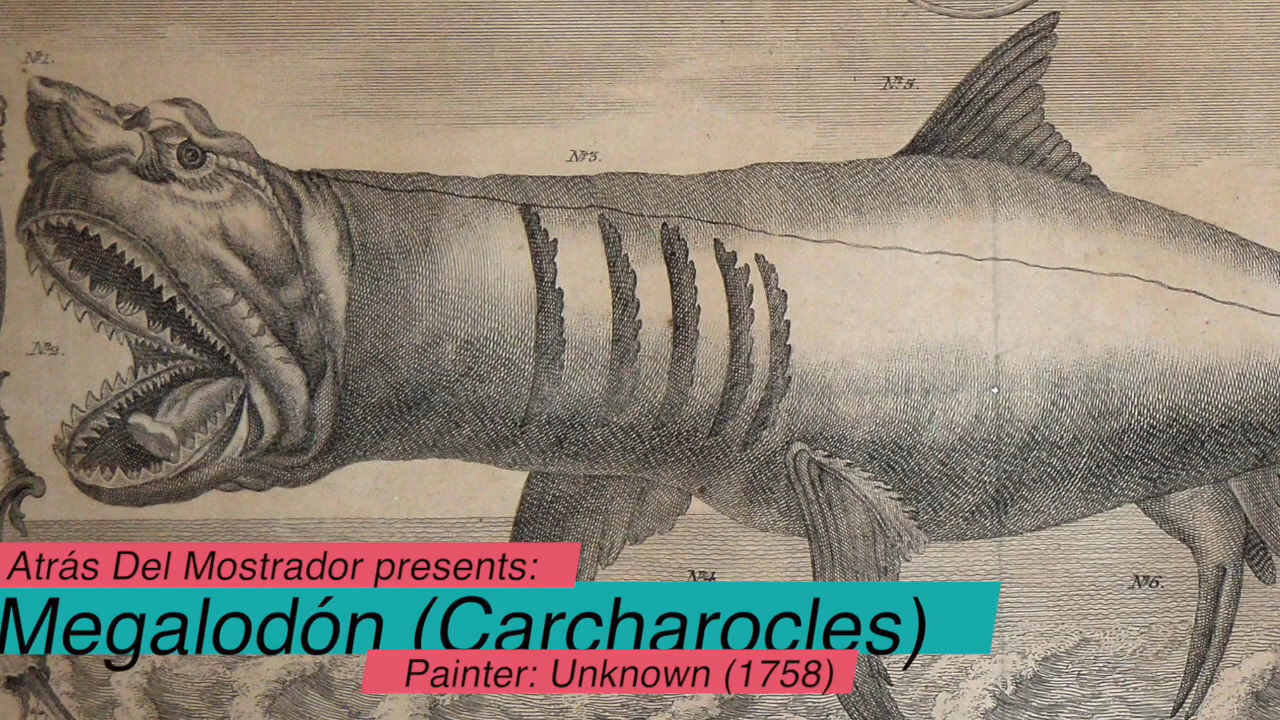 Nº1.
Nº5.
Nº3.
Nº2.
Atrás Del Mostrador presents:
Nº4
Nº6.
Megalodón (Carcharocles)
Painter: Unknown (1758)